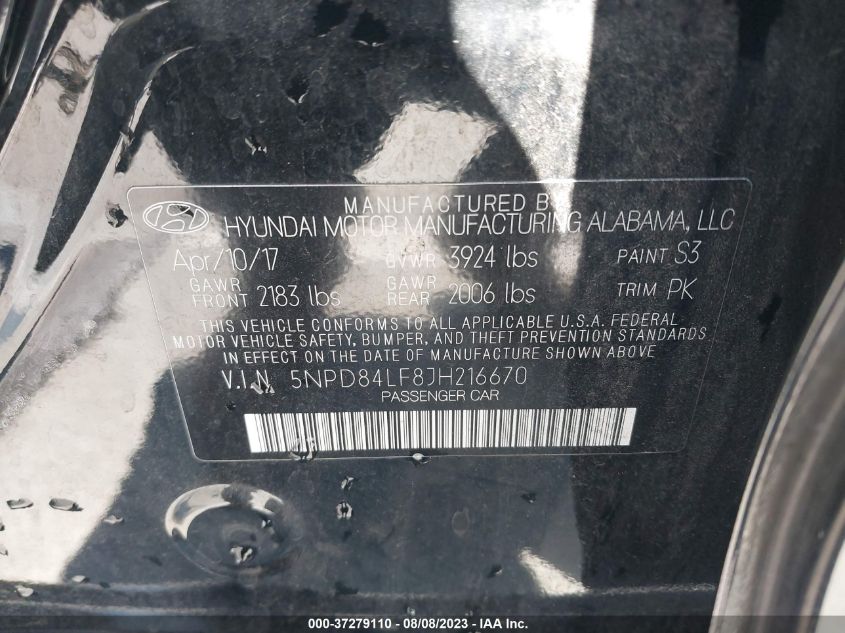 MANUFACTURED BY
HYUNDAI MOTOR MANUFACTURING ALABAMA, LLC
Apr/10/17 GVWR 3924 lbs PAINT S3
GAWR FRONT 2183 lbs GAWR REAR 2006 lbs TRIM PK
THIS VEHICLE CONFORMS TO ALL APPLICABLE U.S.A. FEDERAL
MOTOR VEHICLE SAFETY, BUMPER, AND THEFT PREVENTION STANDARDS
IN EFFECT ON THE DATE OF MANUFACTURE SHOWN ABOVE
V.I.N. 5NPD84LF8JH216670
PASSENGER CAR
000-37279110 - 08/08/2023 - IAA Inc.